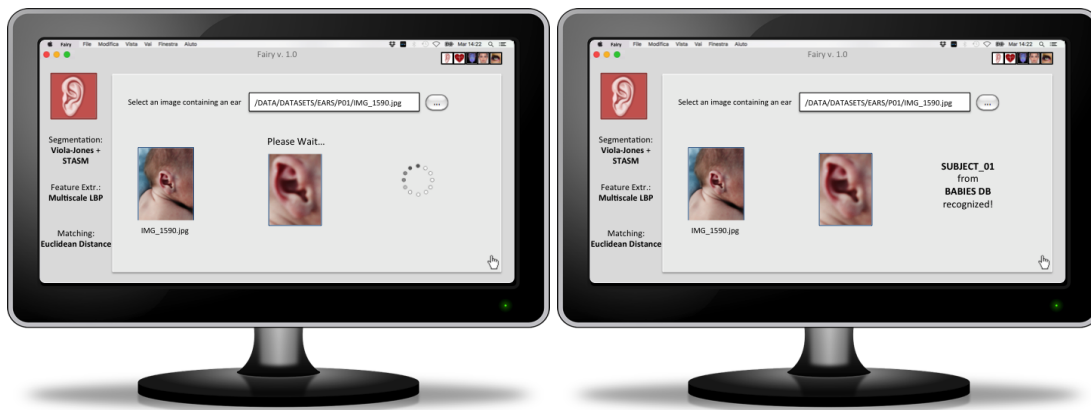 Fairy File Modifica Vista Vai Finestra Aiuto Mar 14:22
Fairy v. 1.0
Select an image containing an ear /DATA/DATASETS/EARS/P01/IMG_1590.jpg ...
Segmentation:
Viola-Jones +
STASM
Feature Extr.:
Multiscale LBP
Matching:
Euclidean Distance
Please Wait...
IMG_1590.jpg
Fairy File Modifica Vista Vai Finestra Aiuto Mar 14:22
Fairy v. 1.0
Select an image containing an ear /DATA/DATASETS/EARS/P01/IMG_1590.jpg ...
Segmentation:
Viola-Jones +
STASM
Feature Extr.:
Multiscale LBP
Matching:
Euclidean Distance
IMG_1590.jpg
SUBJECT_01
from
BABIES DB
recognized!